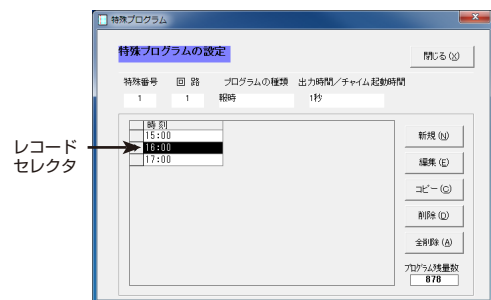 特殊プログラム
特殊プログラムの設定
閉じる(X)
特殊番号 回 路 プログラムの種類 出力時間/チャイム起動時間
1 1 報時 1秒
時 刻
15:00
16:00
17:00
レコード
セレクタ
新規(N)
編集(E)
コピー(C)
削除(D)
全削除(A)
プログラム残量数
878